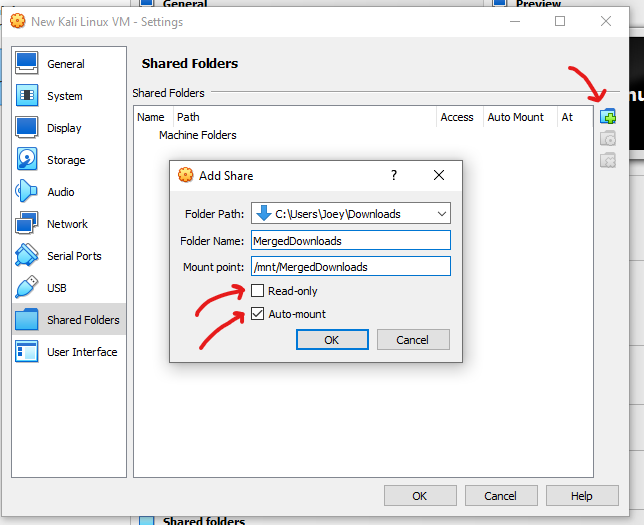 General
Preview
New Kali Linux VM - Settings
General
System
Display
Storage
Audio
Network
Serial Ports
USB
Shared Folders
User Interface
Shared Folders
Shared Folders
Name Path Access Auto Mount At
Machine Folders
Add Share
?
Folder Path: C:\Users\Joey\Downloads
Folder Name: MergedDownloads
Mount point: /mnt/MergedDownloads
Read-only
Auto-mount
OK Cancel
OK Cancel Help
Shared folders